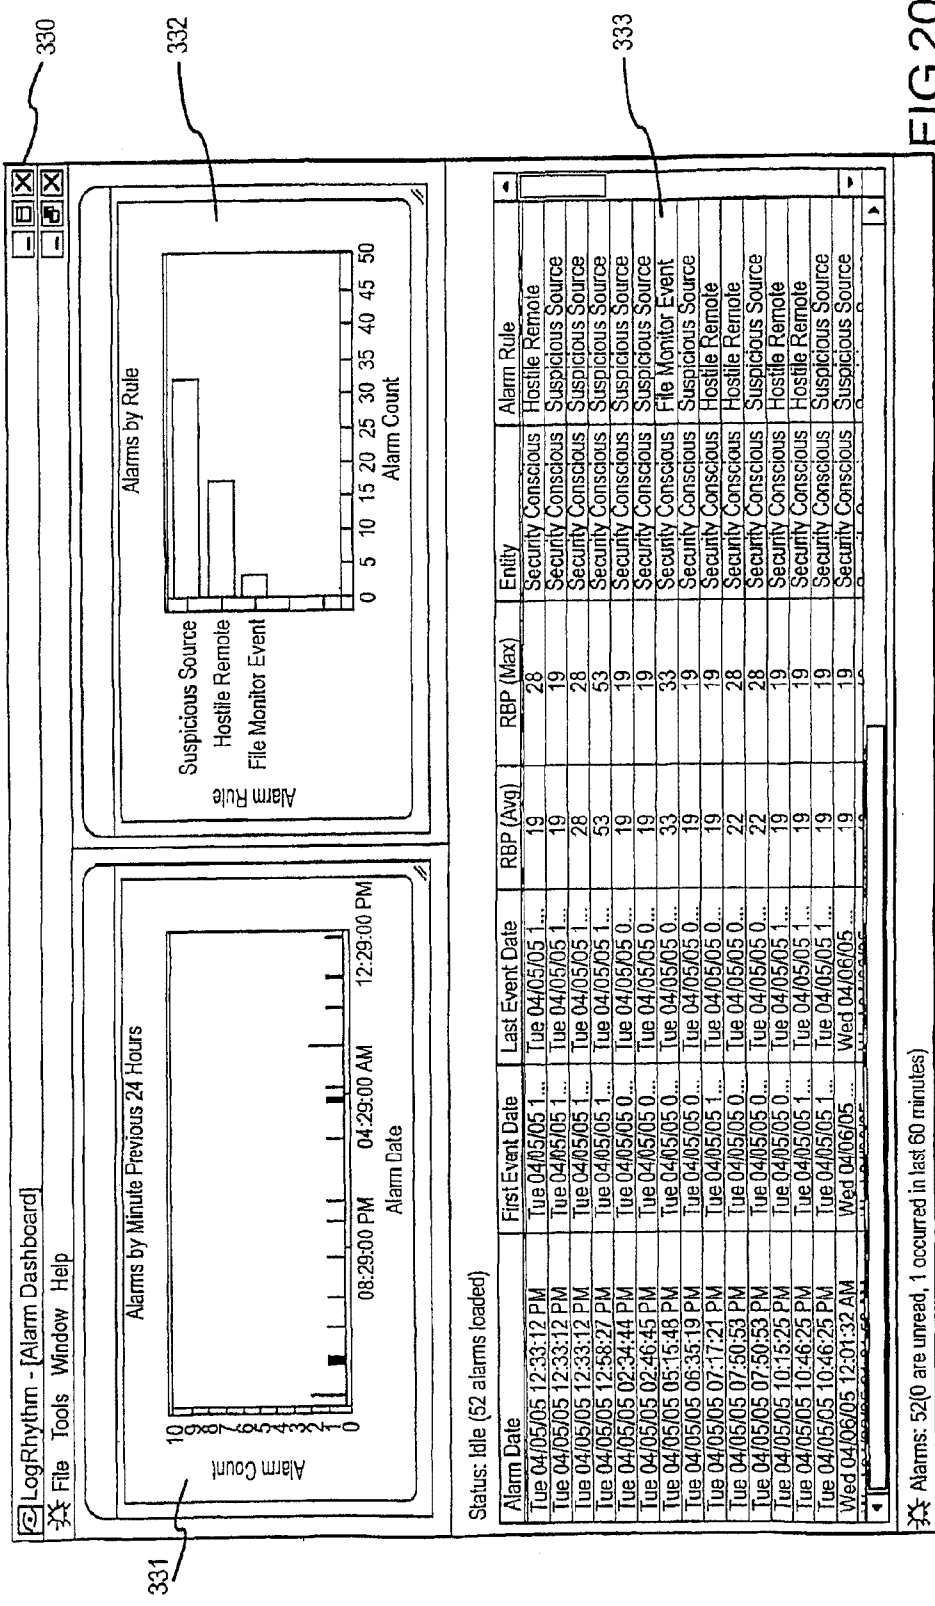 330
LogRhythm - [Alarm Dashboard]
File Tools Window Help
331
Alarms by Minute Previous 24 Hours
Alarm Count
10
9
8
7
6
5
4
3
2
1
0
08:29:00 PM 04:29:00 AM 12:29:00 PM
Alarm Date
332
Alarms by Rule
Alarm Rule
Suspicious Source
Hostile Remote
File Monitor Event
0 5 10 15 20 25 30 35 40 45 50
Alarm Count
333
Status: Idle (52 alarms loaded)
Alarm Date First Event Date Last Event Date RBP (Avg) RBP (Max) Entity Alarm Rule
Tue 04/05/05 12:33:12 PM Tue 04/05/05 1... Tue 04/05/05 1... 19 28 Security Conscious Hostile Remote
Tue 04/05/05 12:33:12 PM Tue 04/05/05 1... Tue 04/05/05 1... 19 19 Security Conscious Suspicious Source
Tue 04/05/05 12:33:12 PM Tue 04/05/05 1... Tue 04/05/05 1... 28 28 Security Conscious Suspicious Source
Tue 04/05/05 12:58:27 PM Tue 04/05/05 1... Tue 04/05/05 1... 53 53 Security Conscious Suspicious Source
Tue 04/05/05 02:34:44 PM Tue 04/05/05 0... Tue 04/05/05 0... 19 19 Security Conscious Suspicious Source
Tue 04/05/05 02:46:45 PM Tue 04/05/05 0... Tue 04/05/05 0... 19 19 Security Conscious Suspicious Source
Tue 04/05/05 05:15:48 PM Tue 04/05/05 0... Tue 04/05/05 0... 33 33 Security Conscious File Monitor Event
Tue 04/05/05 06:35:19 PM Tue 04/05/05 0... Tue 04/05/05 0... 19 19 Security Conscious Suspicious Source
Tue 04/05/05 07:17:21 PM Tue 04/05/05 1... Tue 04/05/05 0... 19 19 Security Conscious Hostile Remote
Tue 04/05/05 07:50:53 PM Tue 04/05/05 0... Tue 04/05/05 0... 22 28 Security Conscious Hostile Remote
Tue 04/05/05 07:50:53 PM Tue 04/05/05 0... Tue 04/05/05 0... 22 28 Security Conscious Suspicious Source
Tue 04/05/05 10:15:25 PM Tue 04/05/05 0... Tue 04/05/05 1... 19 19 Security Conscious Hostile Remote
Tue 04/05/05 10:46:25 PM Tue 04/05/05 1... Tue 04/05/05 1... 19 19 Security Conscious Hostile Remote
Tue 04/05/05 10:46:25 PM Tue 04/05/05 1... Tue 04/05/05 1... 19 19 Security Conscious Suspicious Source
Wed 04/06/05 12:01:32 AM Wed 04/06/05 ... Wed 04/06/05 ... 19 19 Security Conscious Suspicious Source
Alarms: 52(0 are unread, 1 occurred in last 60 minutes)
FIG.20